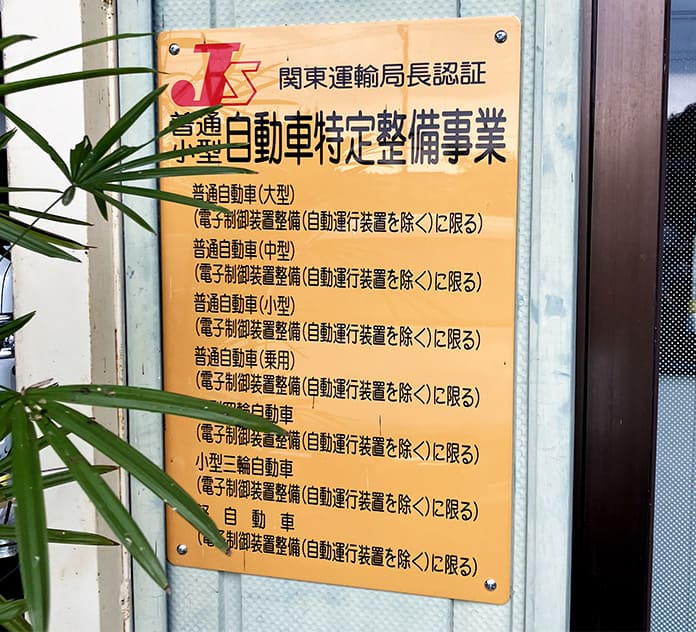 JS 関東運輸局長認証
普通 小型 自動車特定整備事業
普通自動車(大型)
(電子制御装置整備(自動運行装置を除く)に限る)
普通自動車(中型)
(電子制御装置整備(自動運行装置を除く)に限る)
普通自動車(小型)
(電子制御装置整備(自動運行装置を除く)に限る)
普通自動車(乗用)
(電子制御装置整備(自動運行装置を除く)に限る)
四輪自動車
(電子制御装置整備(自動運行装置を除く)に限る)
小型三輪自動車
(電子制御装置整備(自動運行装置を除く)に限る)
軽自動車
(電子制御装置整備(自動運行装置を除く)に限る)